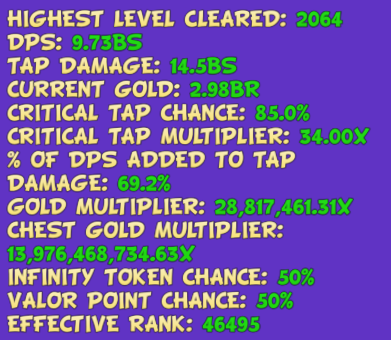 HIGHEST LEVEL CLEARED: 2064
DPS: 9.73BS
TAP DAMAGE: 14.5BS
CURRENT GOLD: 2.98BR
CRITICAL TAP CHANCE: 85.0%
CRITICAL TAP MULTIPLIER: 34.00X
% OF DPS ADDED TO TAP
DAMAGE: 69.2%
GOLD MULTIPLIER: 28,817,461.31X
CHEST GOLD MULTIPLIER:
13,976,468,734.63X
INFINITY TOKEN CHANCE: 50%
VALOR POINT CHANCE: 50%
EFFECTIVE RANK: 46495